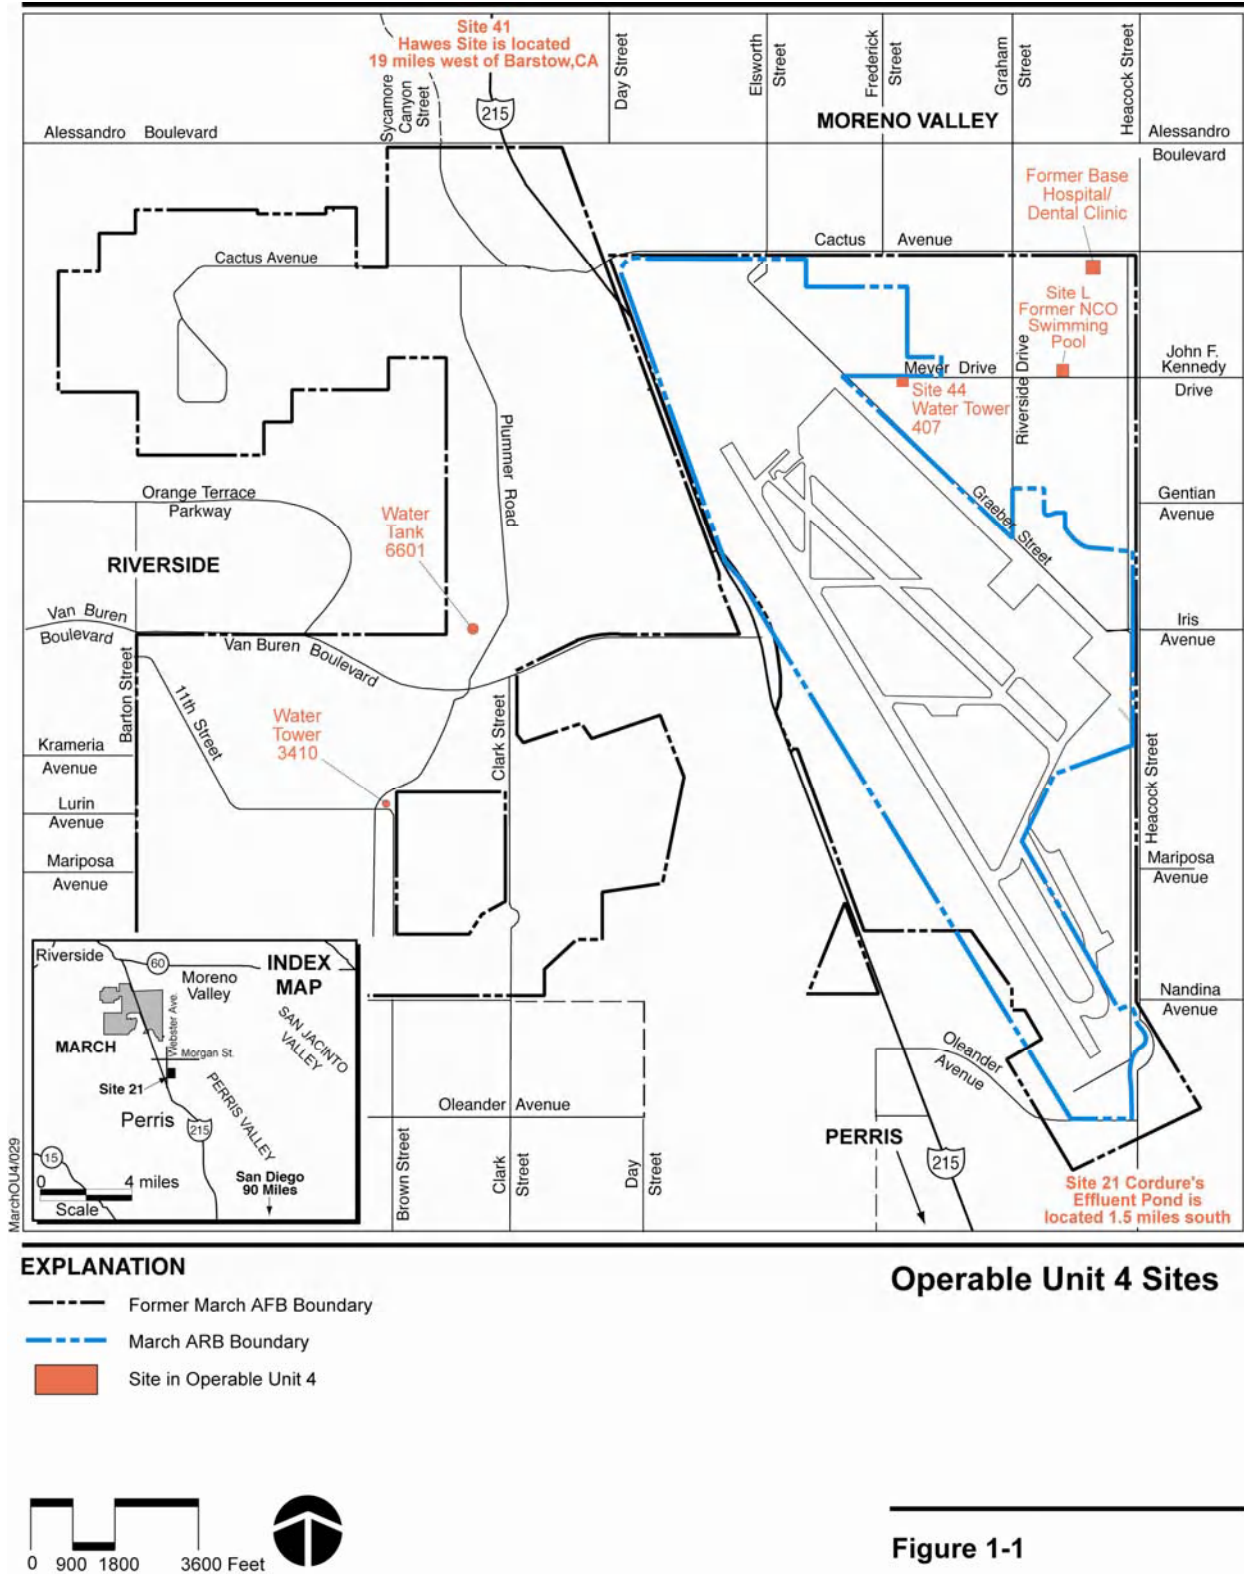 Site 41
Hawes Site is located
19 miles west of Barstow,CA
Sycamore
Canyon
Street
215
Day Street
Elsworth
Street
Frederick
Street
Graham
Street
Heacock Street
MORENO VALLEY
Alessandro Boulevard
Alessandro
Boulevard
Former Base
Hospital/
Dental Clinic
Cactus Avenue
Cactus Avenue
Site L
Former NCO
Swimming
Pool
Riverside Drive
John F.
Kennedy
Drive
Meyer Drive
Site 44
Water Tower
407
Plummer Road
Orange Terrace
Parkway
Graeber Street
Gentian
Avenue
Water
Tank
6601
RIVERSIDE
Van Buren
Boulevard
Van Buren Boulevard
Iris
Avenue
Barton Street
11th Street
Water
Tower
3410
Clark Street
Krameria
Avenue
Lurin
Avenue
Mariposa
Avenue
Heacock Street
Mariposa
Avenue
Riverside
60
Moreno
Valley
INDEX
MAP
Webster Ave.
SAN JACINTO
VALLEY
MARCH
Morgan St.
Site 21
PERRIS VALLEY
Perris
215
15
0 4 miles
Scale
San Diego
90 Miles
Nandina
Avenue
Oleander
Avenue
Oleander Avenue
Brown Street
Clark
Street
Day
Street
PERRIS
215
Site 21 Cordure's
Effluent Pond is
located 1.5 miles south
MarchOU4/029
EXPLANATION
Former March AFB Boundary
March ARB Boundary
Site in Operable Unit 4
Operable Unit 4 Sites
0 900 1800 3600 Feet
Figure 1-1